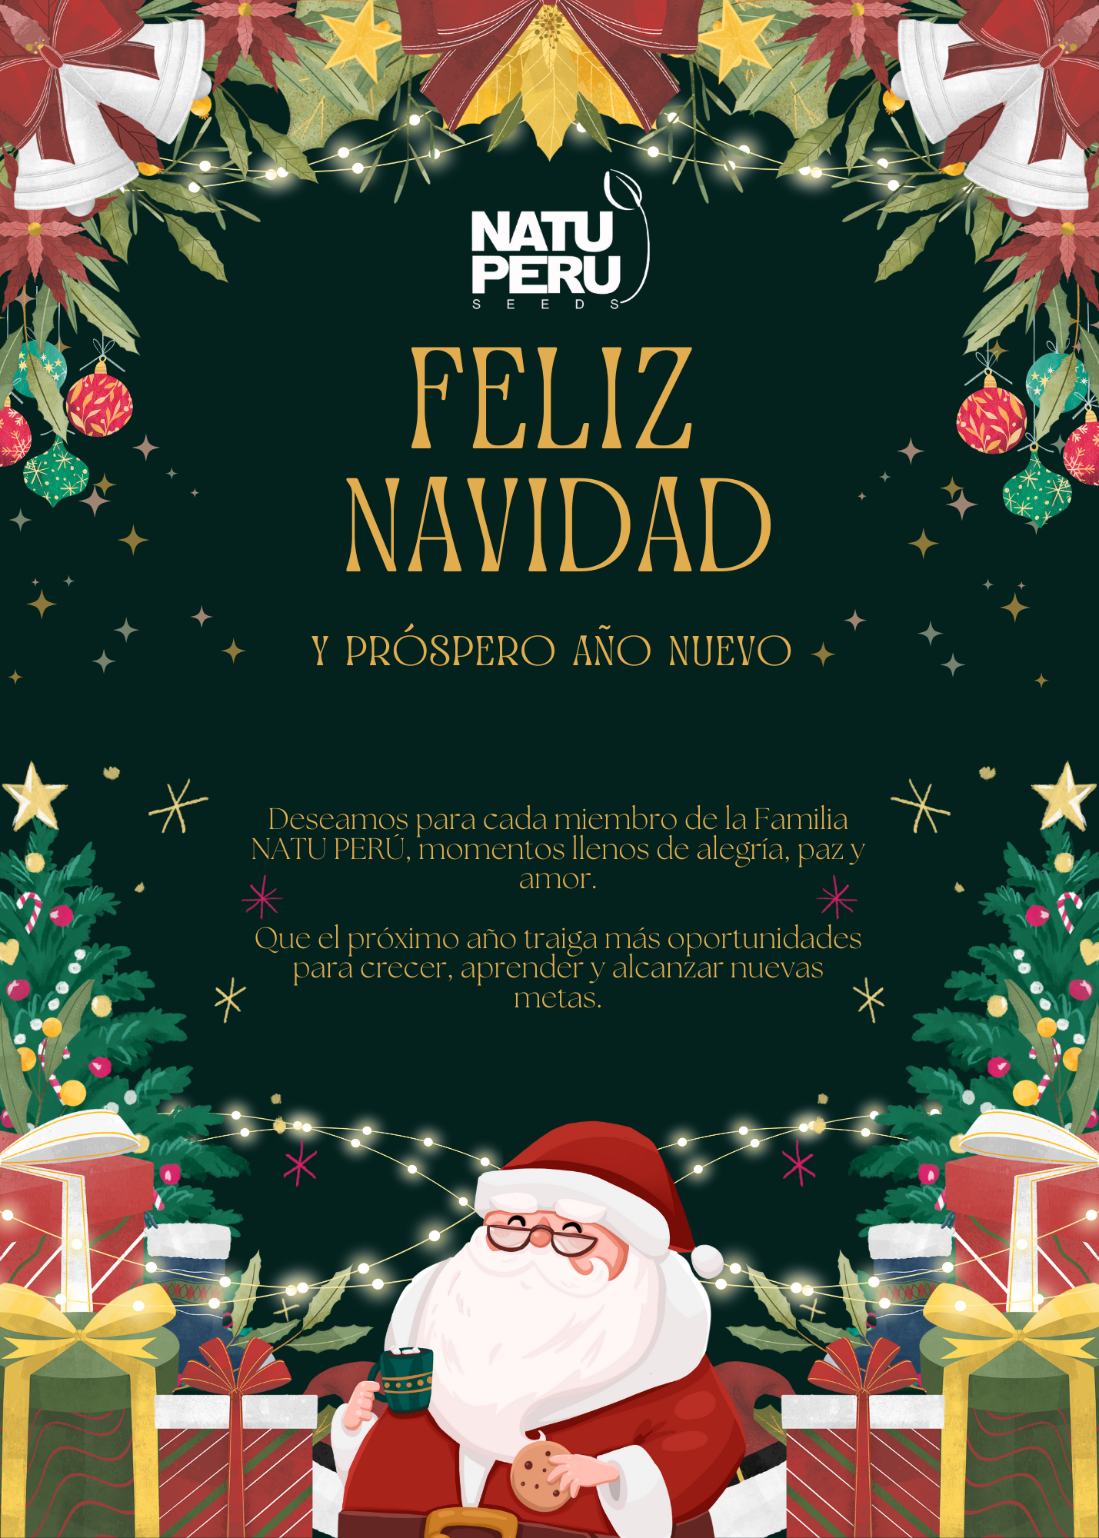 NATU
PERU
SEEDS
FELIZ
NAVIDAD
Y PRÓSPERO AÑO NUEVO
Deseamos para cada miembro de la Familia
NATU PERÚ, momentos llenos de alegría, paz y
amor.
Que el próximo año traiga más oportunidades
para crecer, aprender y alcanzar nuevas
metas.